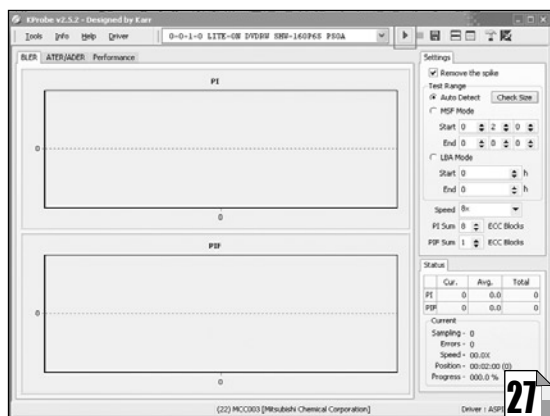 KProbe v2.5.2 - Designed by Karr
Tools Info Help Driver 0-0-1-0 LITE-ON DVDRW SHW-160P6S PS0A
BLER ATER/ADER Performance
PI
0
0
PIF
0
0
Settings
Remove the spike
Test Range
Auto Detect Check Size
MSF Mode
Start 0 2 0
End 0 0 0
LBA Mode
Start 0 h
End 0 h
Speed 8x
PI Sum 8 ECC Blocks
PIF Sum 1 ECC Blocks
Status
Cur. Avg. Total
PI 0 0.0 0
PIF 0 0.0 0
Current
Sampling - 0
Errors - 0
Speed - 00.0X
Position - 00:02:00 (0)
Progress - 000.0 %
(22) MCC003 [Mitsubishi Chemical Corporation] Driver : ASPI
27